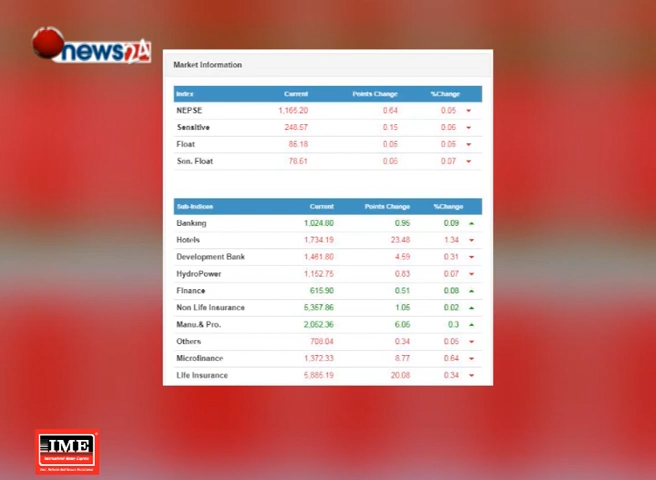 news24
Market Information
Index Current Points Change %Change
NEPSE 1,165.20 0.64 0.05
Sensitive 248.57 0.15 0.06
Float 85.18 0.05 0.06
Sen. Float 78.61 0.05 0.07
Sub-Indices Current Points Change %Change
Banking 1,024.80 0.95 0.09
Hotels 1,734.19 23.48 1.34
Development Bank 1,461.80 4.59 0.31
HydroPower 1,152.75 0.83 0.07
Finance 615.90 0.51 0.08
Non Life Insurance 5,357.86 1.05 0.02
Manu.& Pro. 2,052.36 6.05 0.3
Others 708.04 0.34 0.05
Microfinance 1,372.33 8.77 0.64
Life Insurance 5,885.19 20.08 0.34
IME